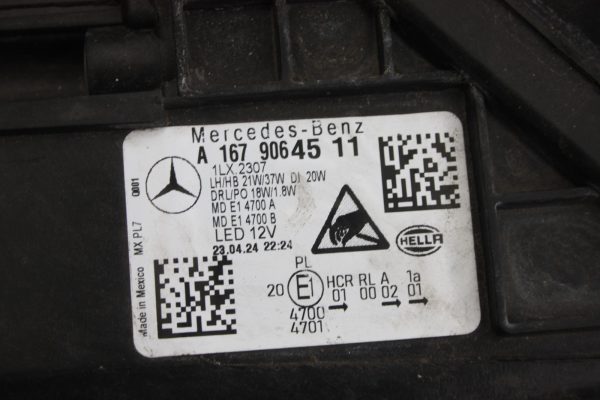 Mercedes-Benz
A 167 906 45 11
1LX.2307
LH/HB 21W/37W DI 20W
DRL/PO 18W/1.8W
MD E1 4700 A
MD E1 4700 B
LED 12V
23.04.24 22:24
HELLA
PL
20 E1 HCR RL A 1a
01 00 02 01
4700
4701
Made in Mexico MX PL7 Q001